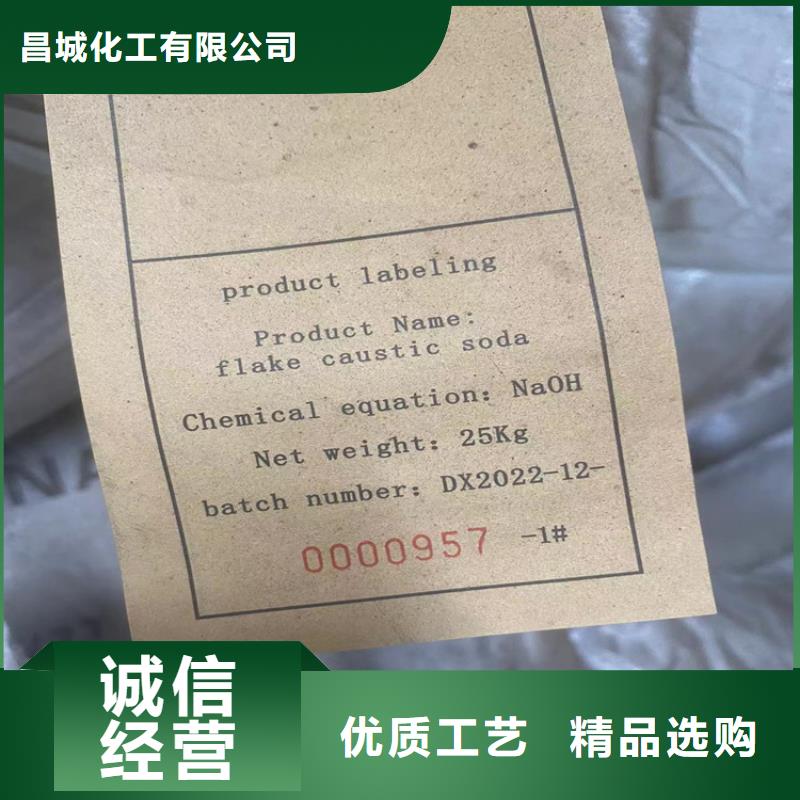 昌城化工有限公司
product labeling
Product Name:
flake caustic soda
Chemical equation: NaOH
Net weight: 25Kg
batch number: DX2022-12-
0000957 -1#
NA
诚信
经营
优质工艺 精品选购